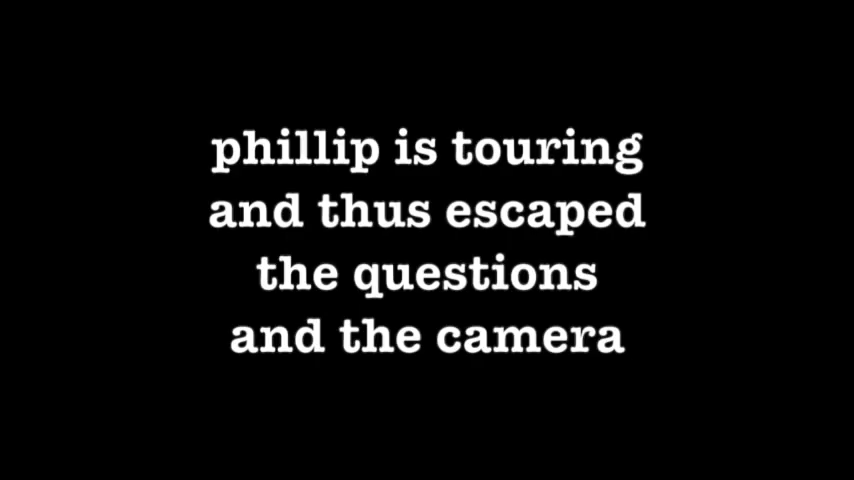 phillip is touring
and thus escaped
the questions
and the camera